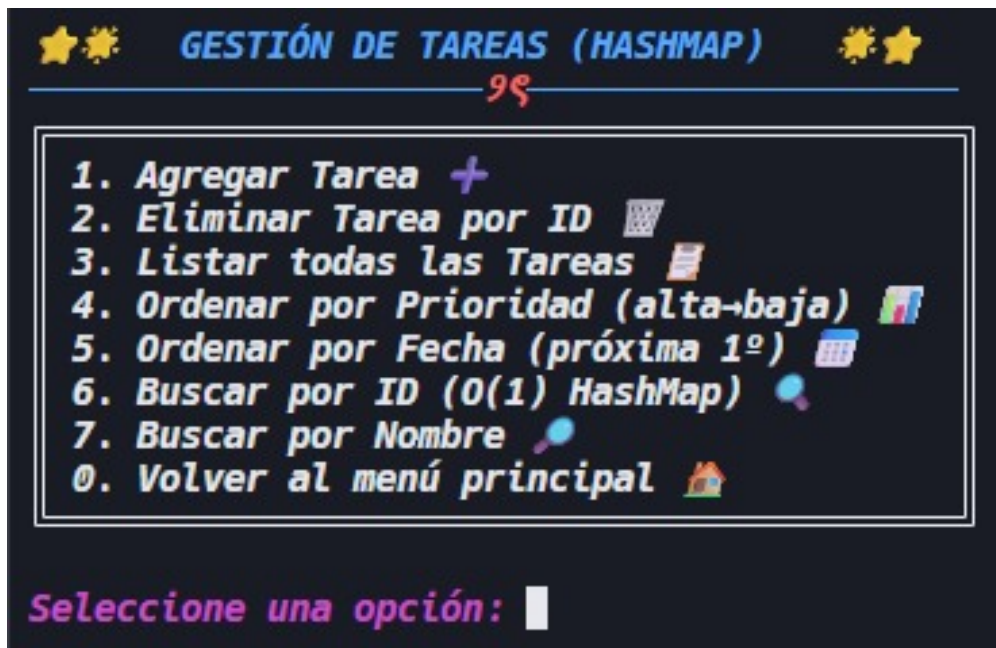 GESTIÓN DE TAREAS (HASHMAP)
1. Agregar Tarea ➕
2. Eliminar Tarea por ID 🗑
3. Listar todas las Tareas 📋
4. Ordenar por Prioridad (alta→baja) 📊
5. Ordenar por Fecha (próxima 1º) 📅
6. Buscar por ID (O(1) HashMap) 🔍
7. Buscar por Nombre 🔎
0. Volver al menú principal 🏠
Seleccione una opción: